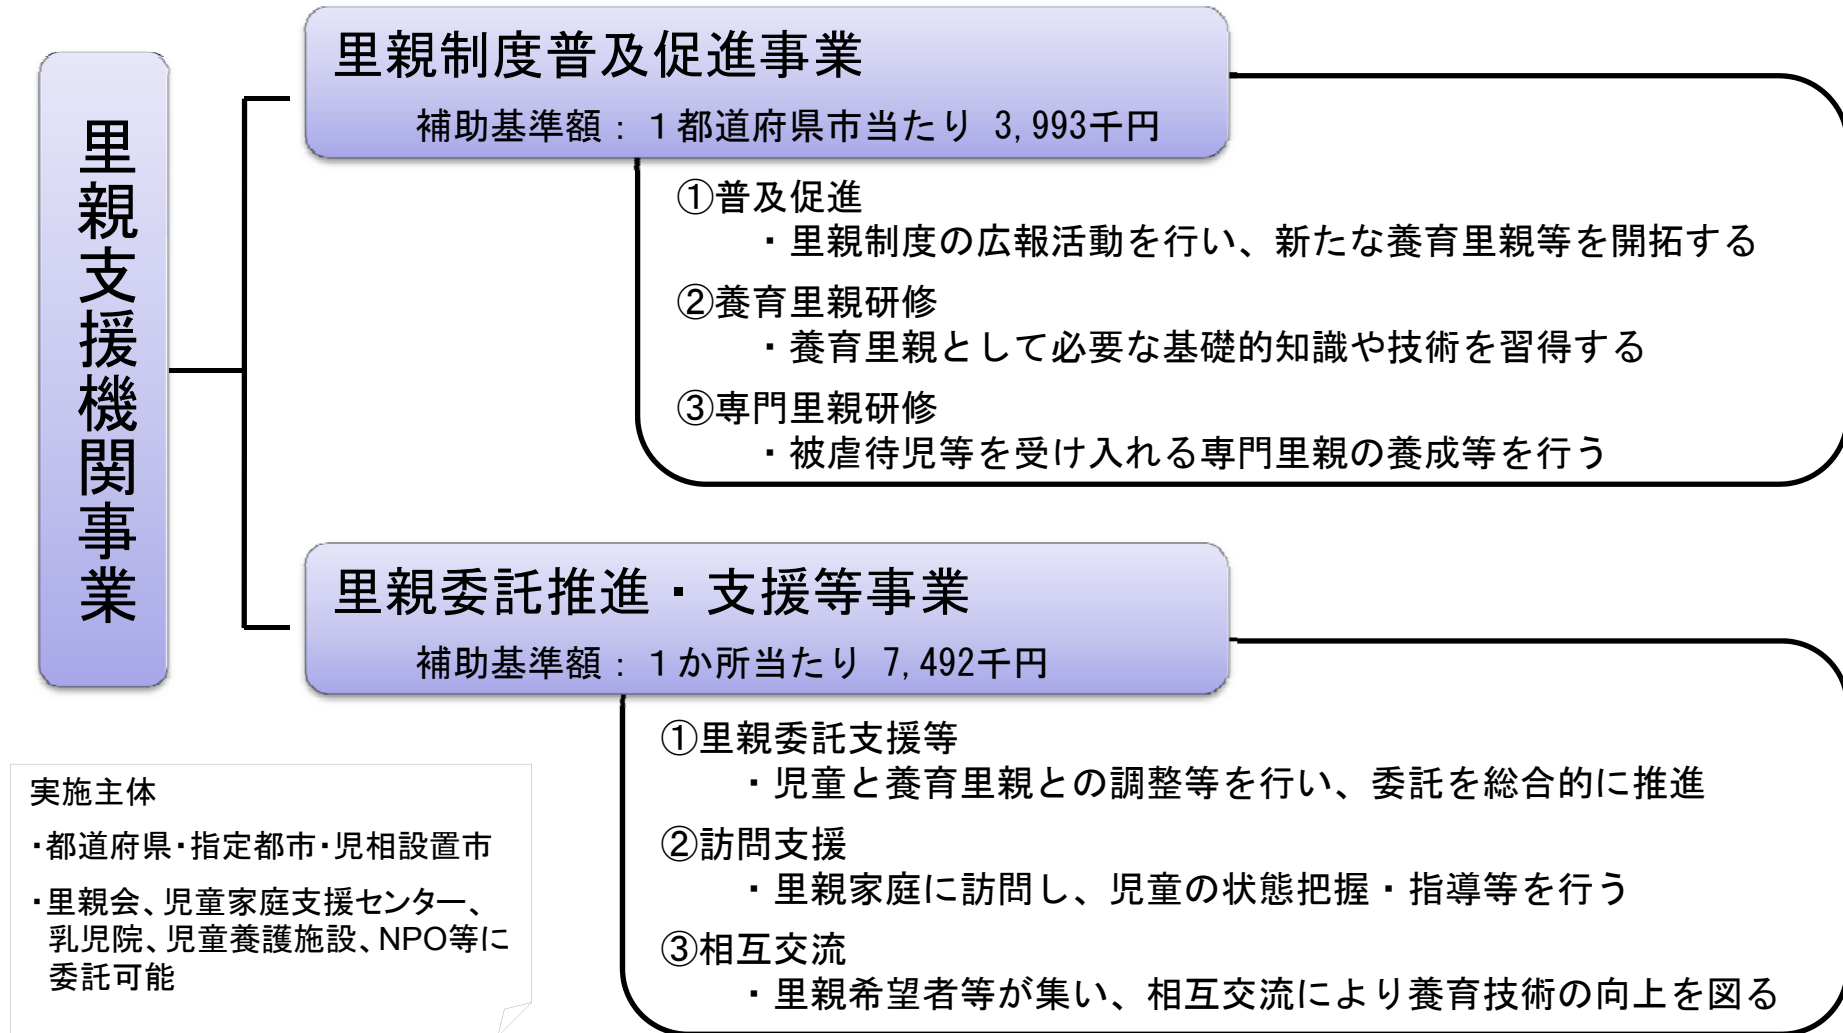 里親支援機関事業
里親制度普及促進事業
補助基準額：１都道府県市当たり 3,993千円
①普及促進
・里親制度の広報活動を行い、新たな養育里親等を開拓する
②養育里親研修
・養育里親として必要な基礎的知識や技術を習得する
③専門里親研修
・被虐待児等を受け入れる専門里親の養成等を行う
里親委託推進・支援等事業
補助基準額：１か所当たり 7,492千円
①里親委託支援等
・児童と養育里親との調整等を行い、委託を総合的に推進
②訪問支援
・里親家庭に訪問し、児童の状態把握・指導等を行う
③相互交流
・里親希望者等が集い、相互交流により養育技術の向上を図る
実施主体
・都道府県・指定都市・児相設置市
・里親会、児童家庭支援センター、
乳児院、児童養護施設、NPO等に
委託可能